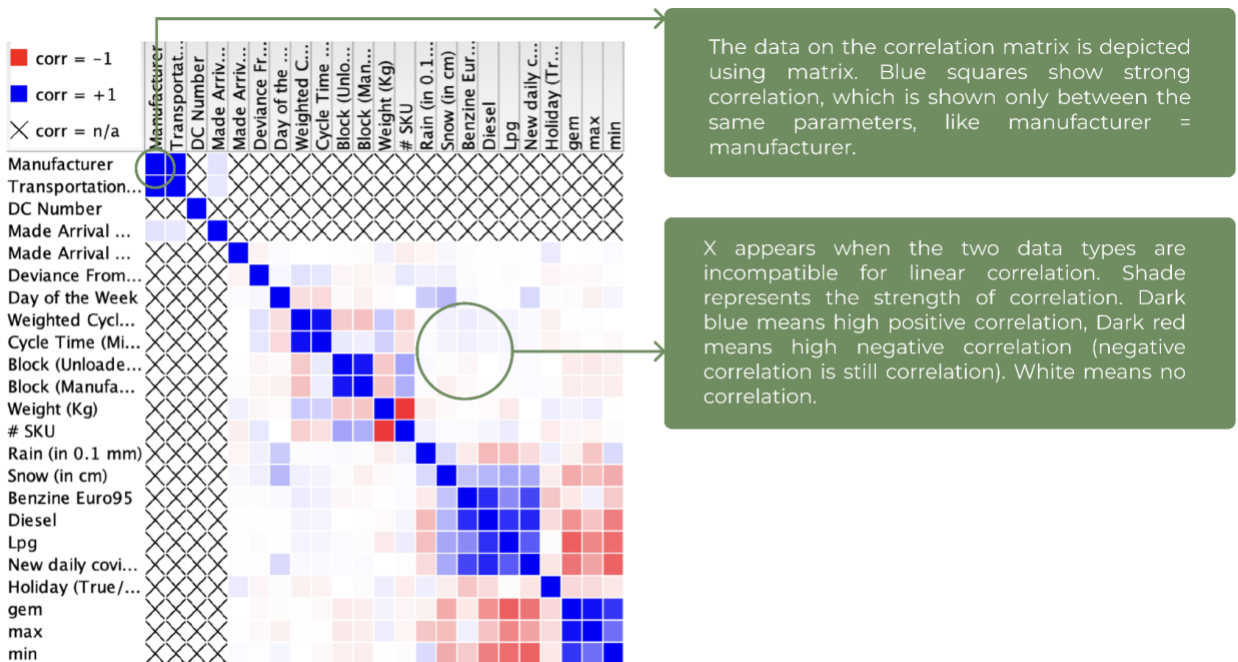 corr = -1
corr = +1
corr = n/a
Manufacturer
Transportat...
DC Number
Made Arriv...
Made Arriv...
Deviance Fr...
Day of the ...
Weighted C...
Cycle Time ...
Block (Unlo...
Block (Man...
Weight (Kg)
# SKU
Rain (in 0.1...
Snow (in cm)
Benzine Eur...
Diesel
Lpg
New daily c...
Holiday (Tr...
gem
max
min
Manufacturer
Transportation...
DC Number
Made Arrival ...
Made Arrival ...
Deviance From...
Day of the Week
Weighted Cycl...
Cycle Time (Mi...
Block (Unloade...
Block (Manufa...
Weight (Kg)
# SKU
Rain (in 0.1 mm)
Snow (in cm)
Benzine Euro95
Diesel
Lpg
New daily covi...
Holiday (True/...
gem
max
min
The data on the correlation matrix is depicted
using matrix. Blue squares show strong
correlation, which is shown only between the
same parameters, like manufacturer =
manufacturer.
X appears when the two data types are
incompatible for linear correlation. Shade
represents the strength of correlation. Dark
blue means high positive correlation, Dark red
means high negative correlation (negative
correlation is still correlation). White means no
correlation.